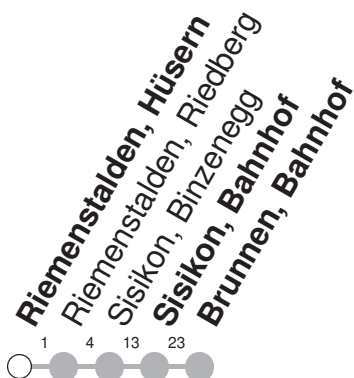 Riemenstalden, Hüsern
Riemenstalden, Riedberg
Sisikon, Binzenegg
Sisikon, Bahnhof
Brunnen, Bahnhof
1 4 13 23